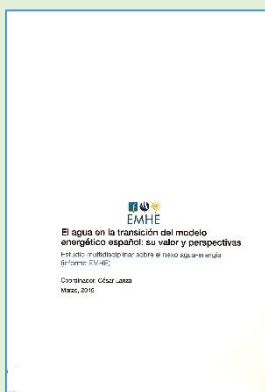 EMHE
El agua en la transición del modelo
energético español: su valor y perspectivas
Estudio multidisciplinar sobre el nexo agua-energía
(informe EMHE)
Coordinador: César Lanza
Marzo, 2016